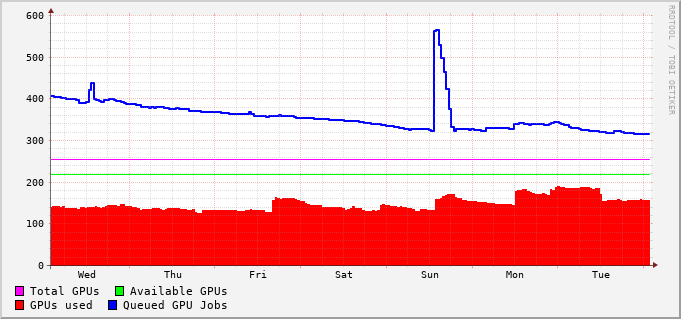 RRDTOOL / TOBI OETIKER
600
500
400
300
200
100
0
Wed Thu Fri Sat Sun Mon Tue
Total GPUs Available GPUs
GPUs used Queued GPU Jobs